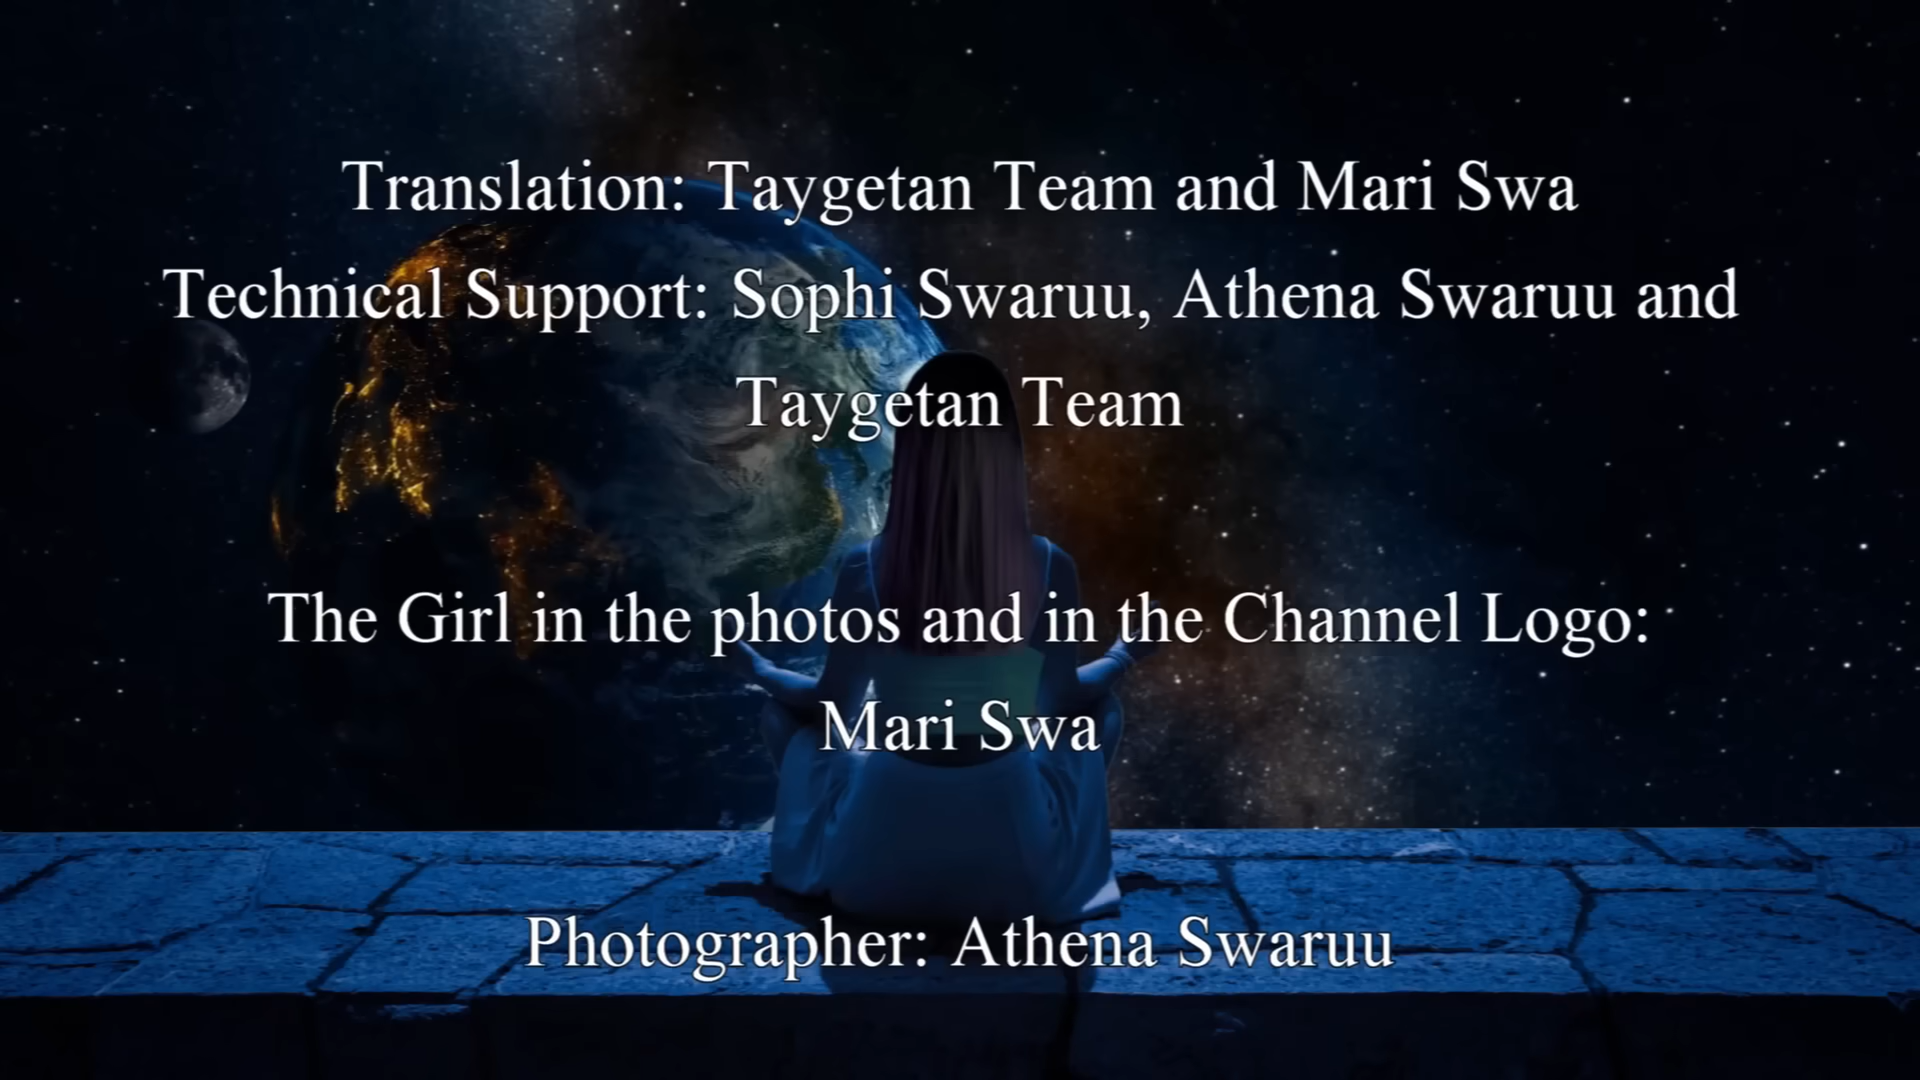 Translation: Taygetan Team and Mari Swa
Technical Support: Sophi Swaruu, Athena Swaruu and
Taygetan Team
The Girl in the photos and in the Channel Logo:
Mari Swa
Photographer: Athena Swaruu